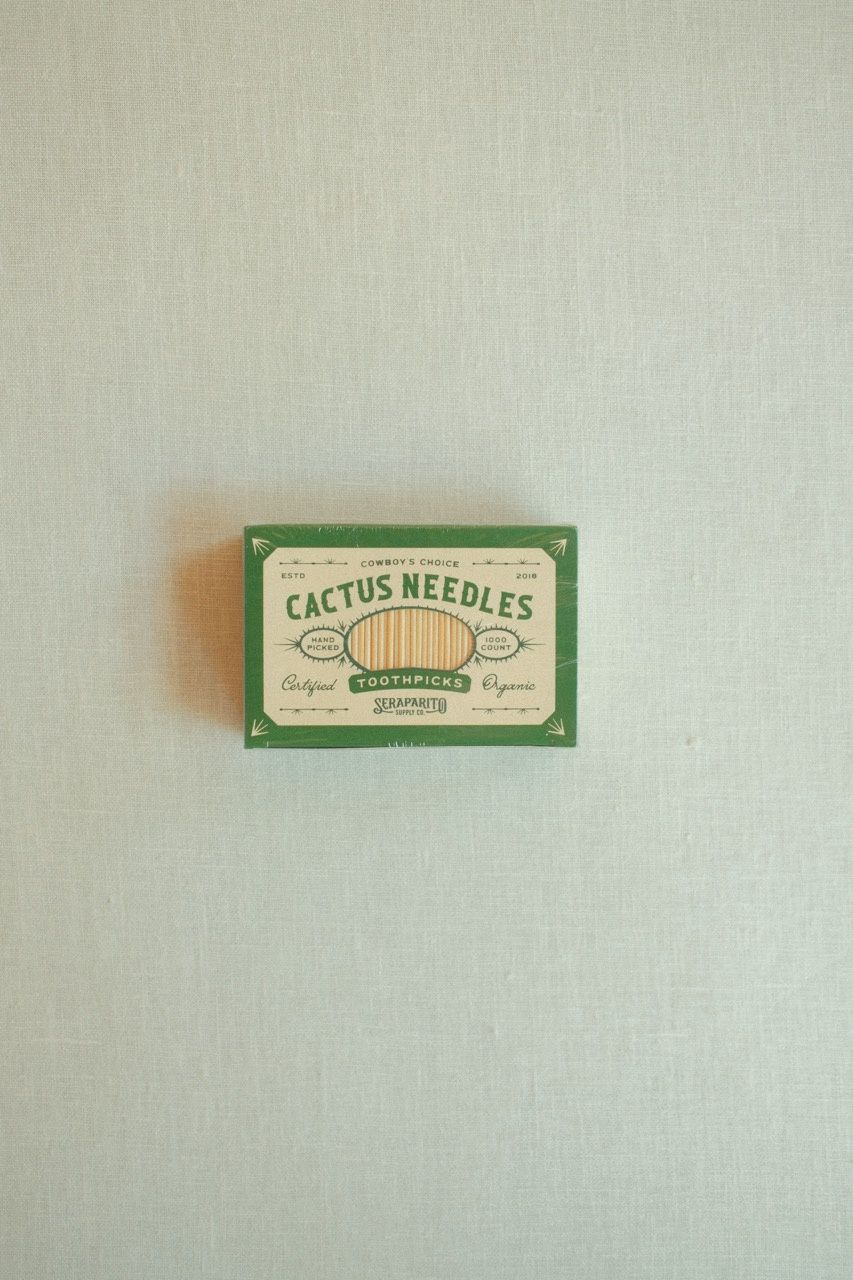 COWBOY'S CHOICE
ESTD 2018
CACTUS NEEDLES
HAND PICKED
1000 COUNT
Certified TOOTHPICKS Organic
SERAPARITO
SUPPLY CO.